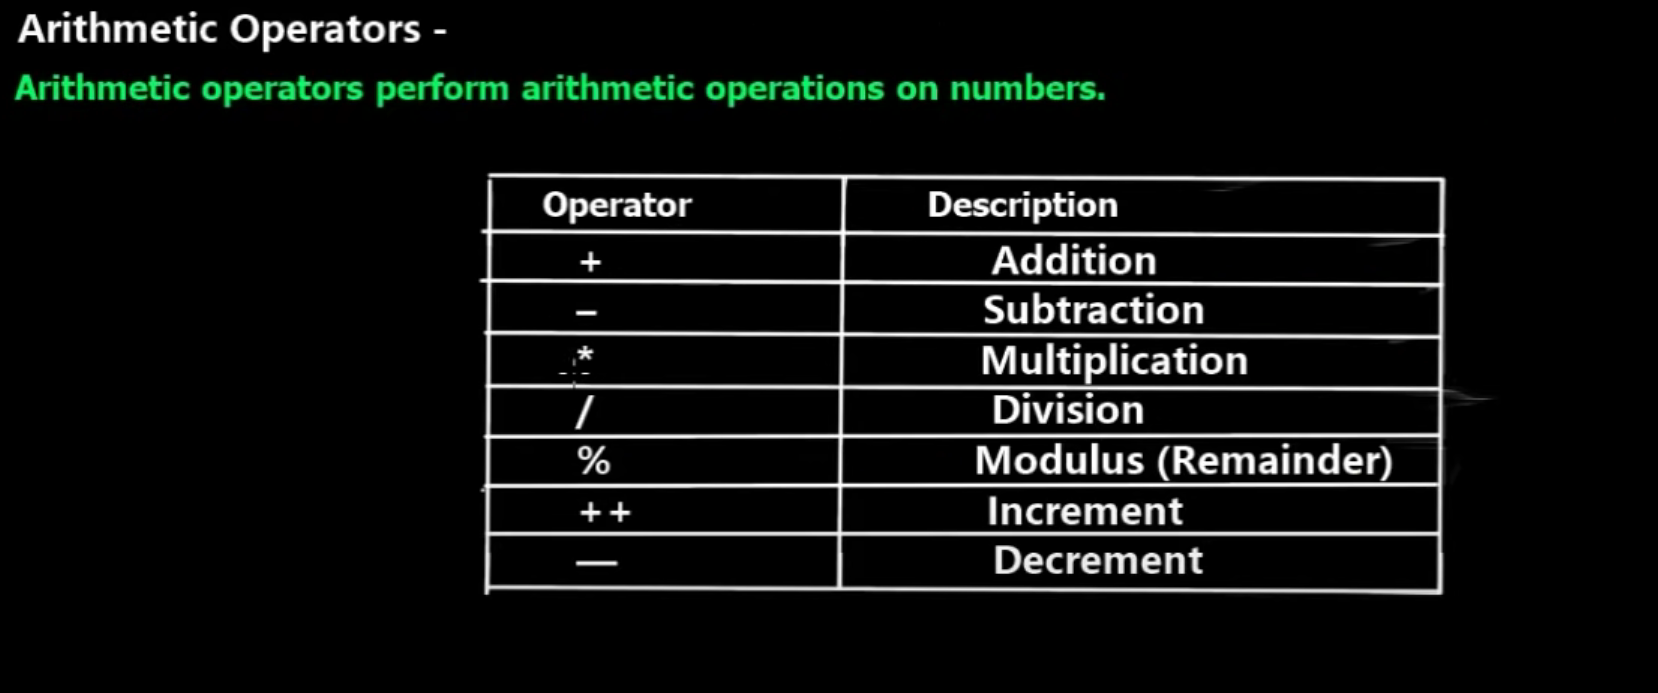 Arithmetic Operators -
Arithmetic operators perform arithmetic operations on numbers.
Operator Description
+ Addition
– Subtraction
* Multiplication
/ Division
% Modulus (Remainder)
++ Increment
— Decrement